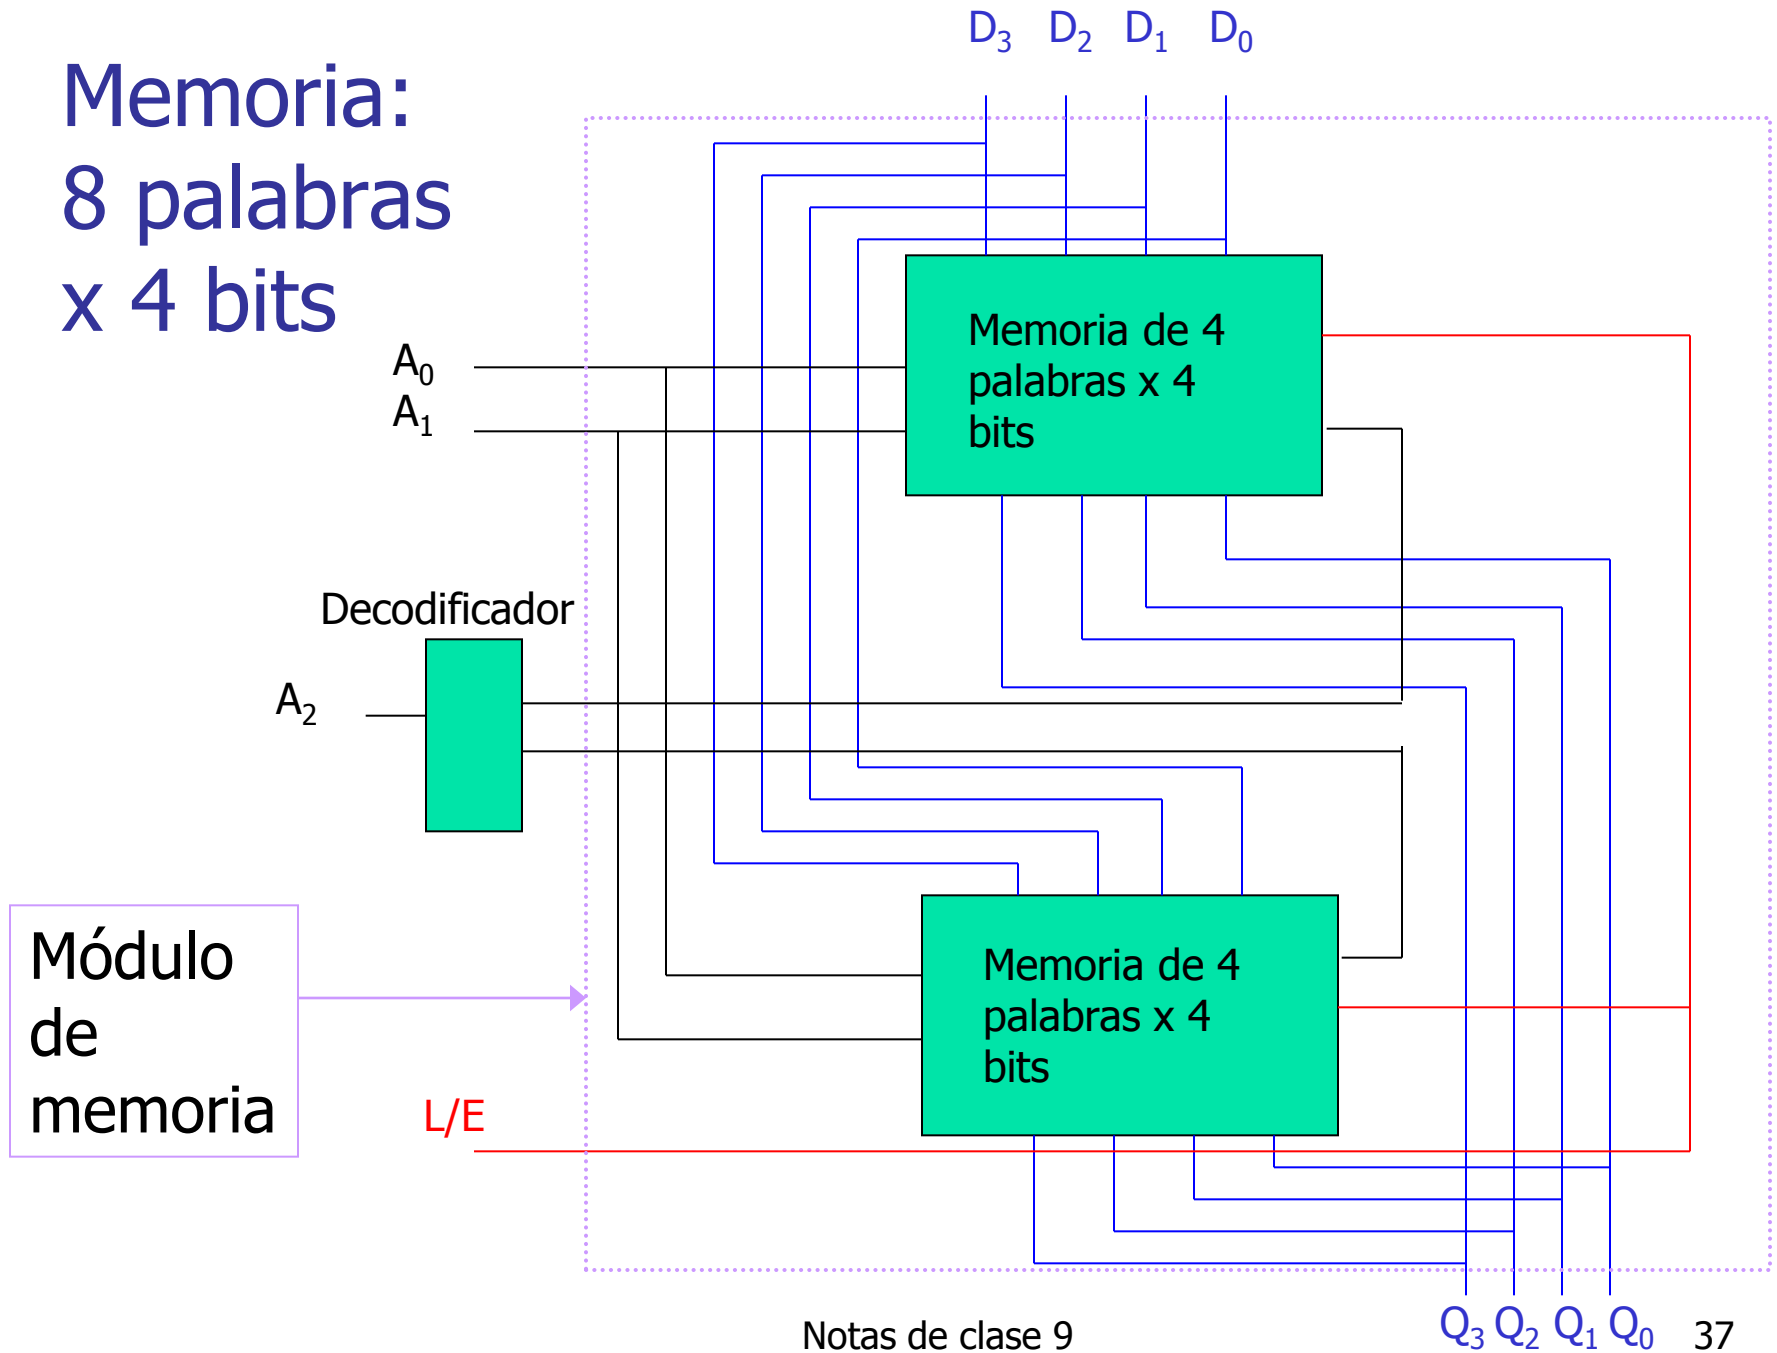 D3 D2 D1 D0
Memoria:
8 palabras
x 4 bits
A0
A1
Memoria de 4
palabras x 4
bits
Decodificador
A2
Módulo
de
memoria
Memoria de 4
palabras x 4
bits
L/E
Q3 Q2 Q1 Q0
Notas de clase 9
37